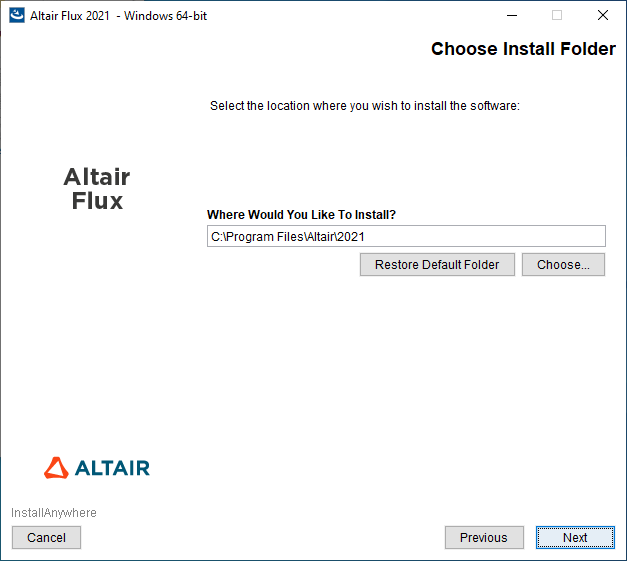 Altair Flux 2021 - Windows 64-bit
Choose Install Folder
Select the location where you wish to install the software:
Altair
Flux
Where Would You Like To Install?
C:\Program Files\Altair\2021
Restore Default Folder
Choose...
ALTAIR
InstallAnywhere
Cancel
Previous
Next